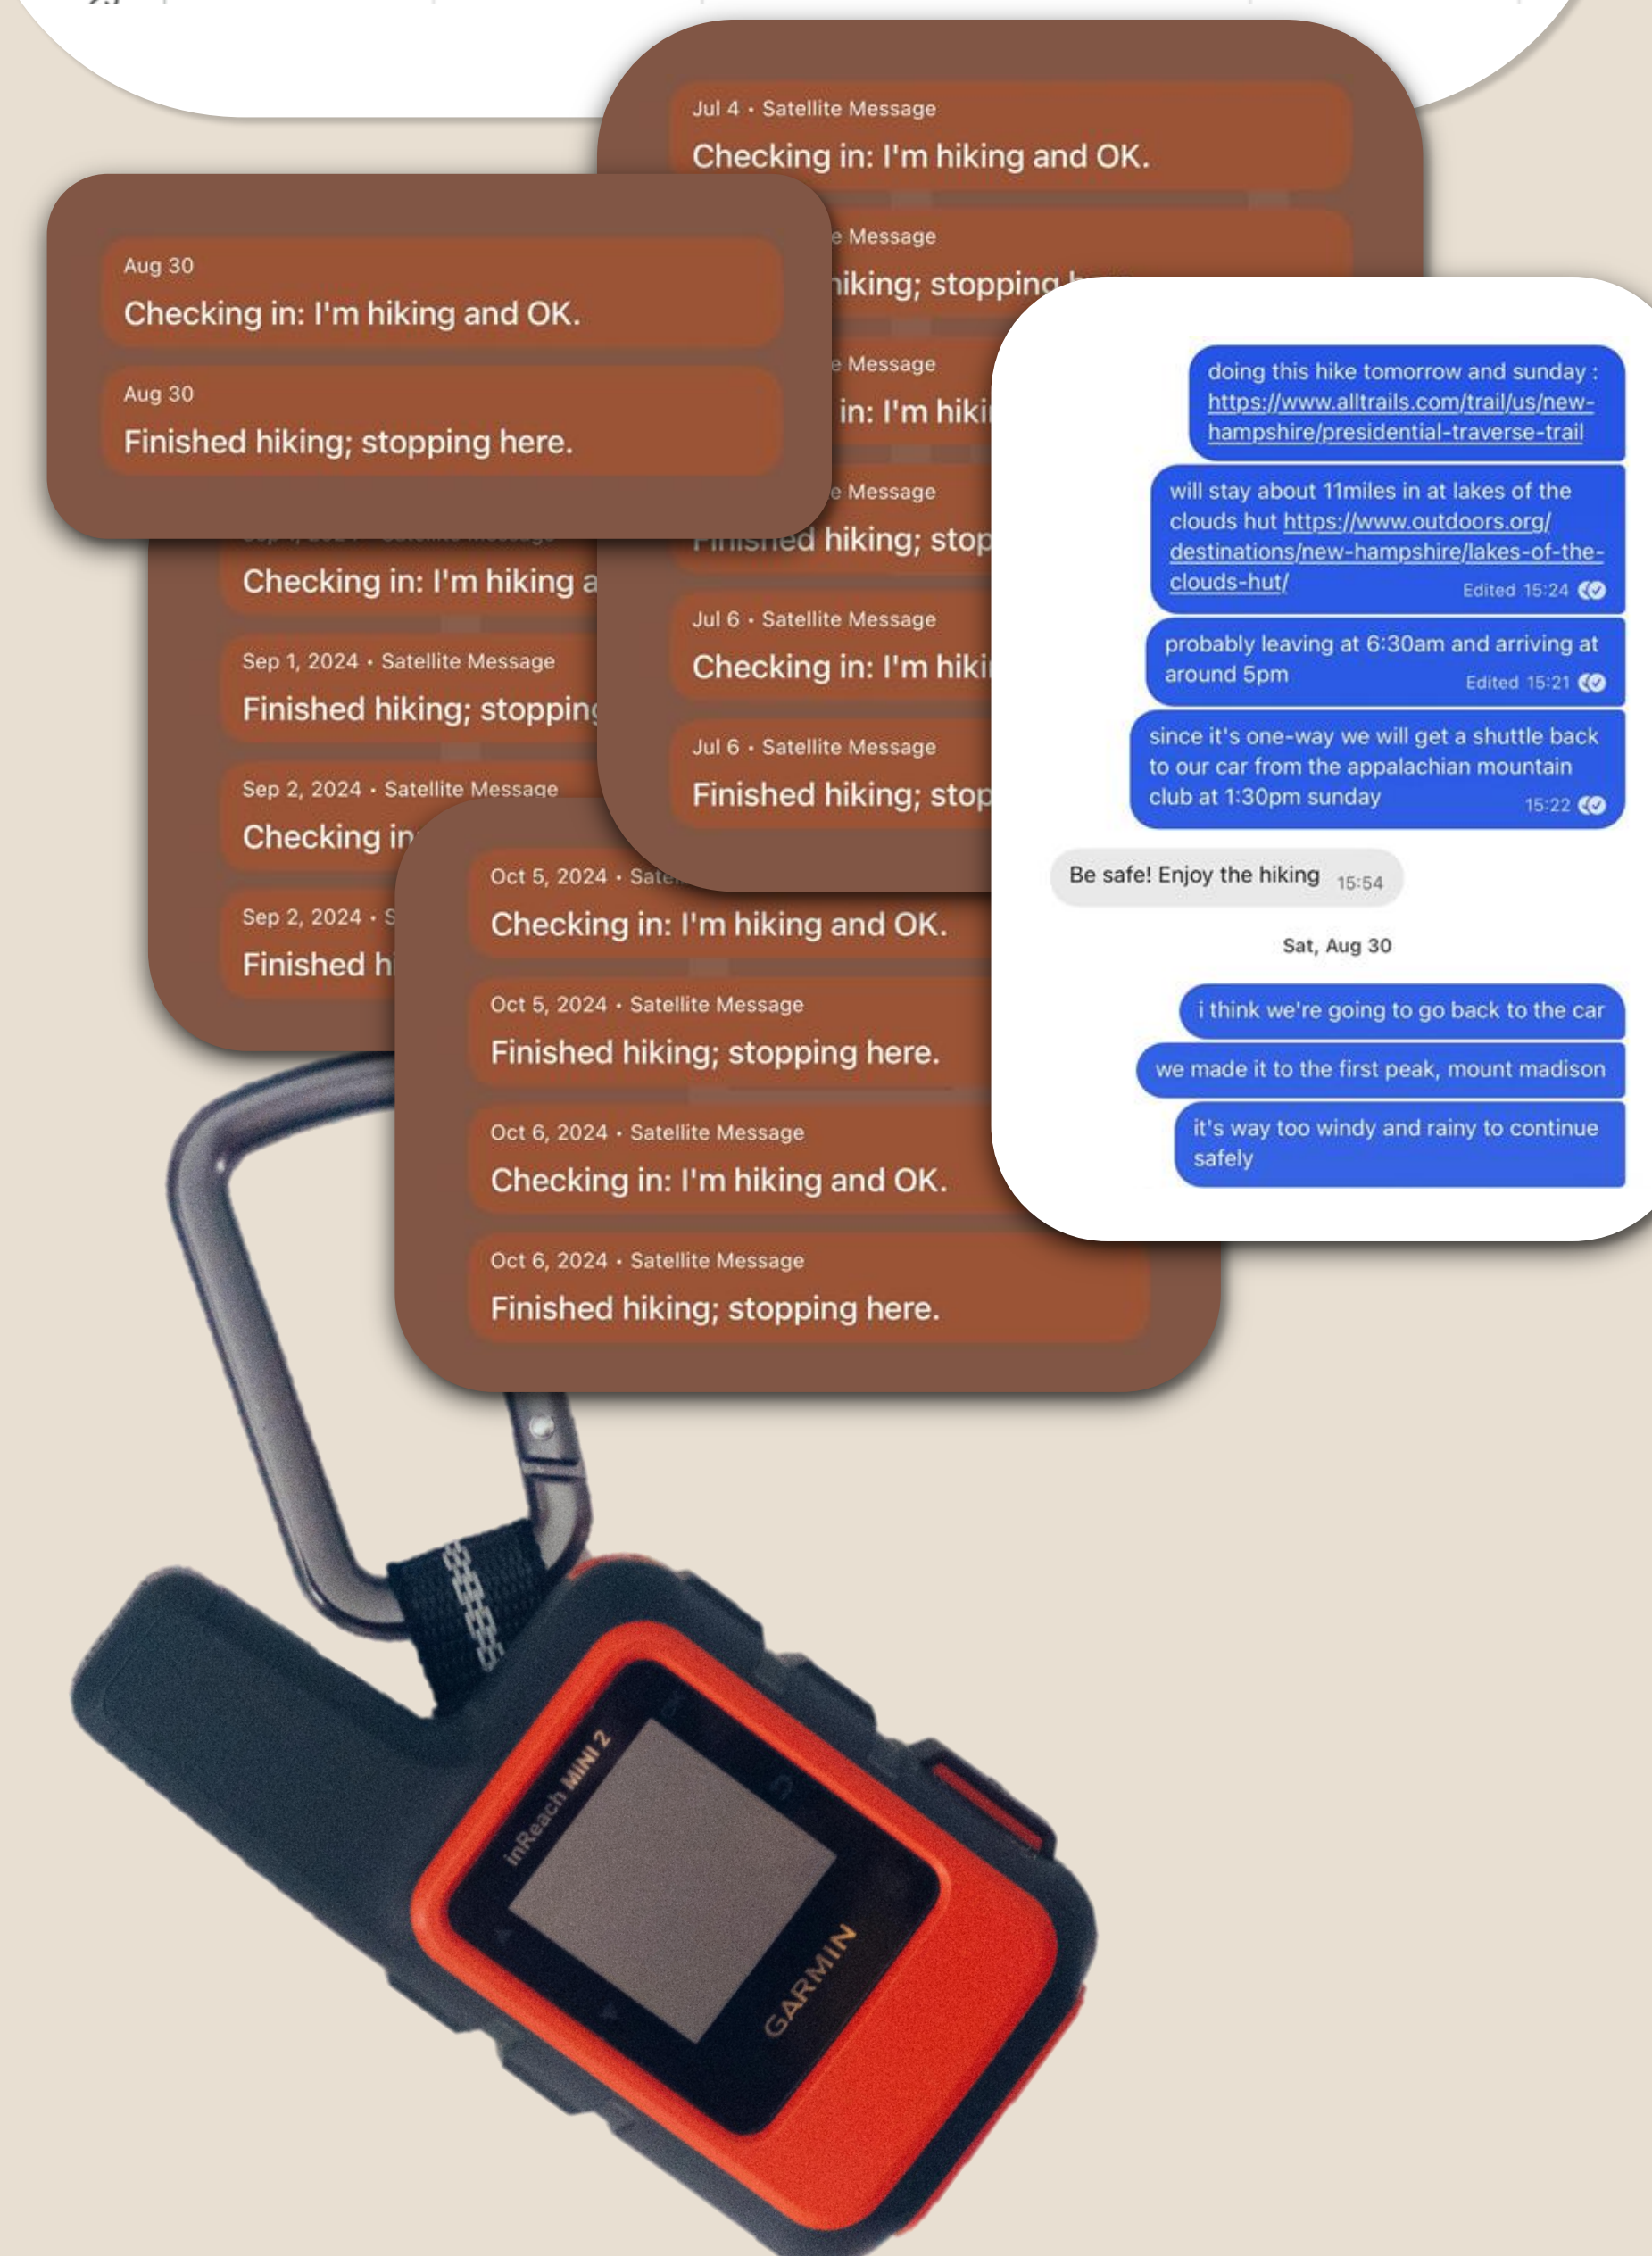 Jul 4 • Satellite Message
Checking in: I'm hiking and OK.
Message
hiking; stopping
Message
in: I'm
Message
Finished hiking;
Jul 6 • Satellite Message
Checking in: I'm
Jul 6 • Satellite Message
Finished hiking;
Aug 30
Checking in: I'm hiking and OK.
Aug 30
Finished hiking; stopping here.
Checking in: I'm hiking
Sep 1, 2024 • Satellite Message
Finished hiking; stopping
Sep 2, 2024 • Satellite Message
Checking in
Sep 2, 2024 •
Finished
Oct 5, 2024 •
Checking in: I'm hiking and OK.
Oct 5, 2024 • Satellite Message
Finished hiking; stopping here.
Oct 6, 2024 • Satellite Message
Checking in: I'm hiking and OK.
Oct 6, 2024 • Satellite Message
Finished hiking; stopping here.
doing this hike tomorrow and sunday :
https://www.alltrails.com/trail/us/new-
hampshire/presidential-traverse-trail
will stay about 11miles in at lakes of the
clouds hut https://www.outdoors.org/
destinations/new-hampshire/lakes-of-the-
clouds-hut/ Edited 15:24
probably leaving at 6:30am and arriving at
around 5pm Edited 15:21
since it's one-way we will get a shuttle back
to our car from the appalachian mountain
club at 1:30pm sunday 15:22
Be safe! Enjoy the hiking 15:54
Sat, Aug 30
i think we're going to go back to the car
we made it to the first peak, mount madison
it's way too windy and rainy to continue
safely
inReach MINI 2
GARMIN